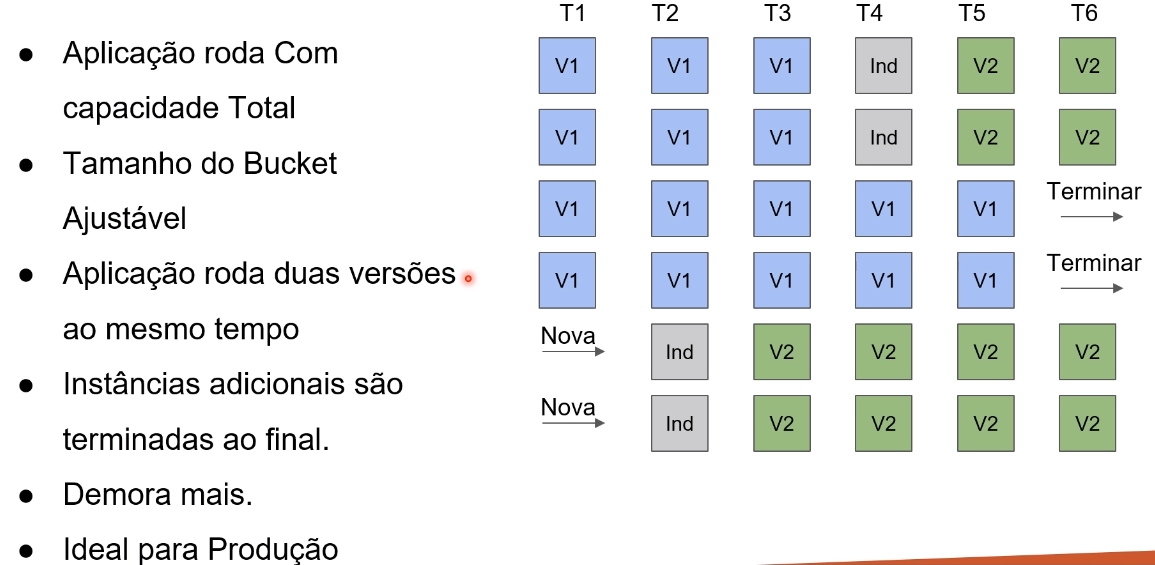 ● Aplicação roda Com
capacidade Total
● Tamanho do Bucket
Ajustável
● Aplicação roda duas versões
ao mesmo tempo
● Instâncias adicionais são
terminadas ao final.
● Demora mais.
● Ideal para Produção
T1 T2 T3 T4 T5 T6
V1 V1 V1 Ind V2 V2
V1 V1 V1 Ind V2 V2
V1 V1 V1 V1 V1 Terminar
V1 V1 V1 V1 V1 Terminar
Nova Ind V2 V2 V2 V2
Nova Ind V2 V2 V2 V2